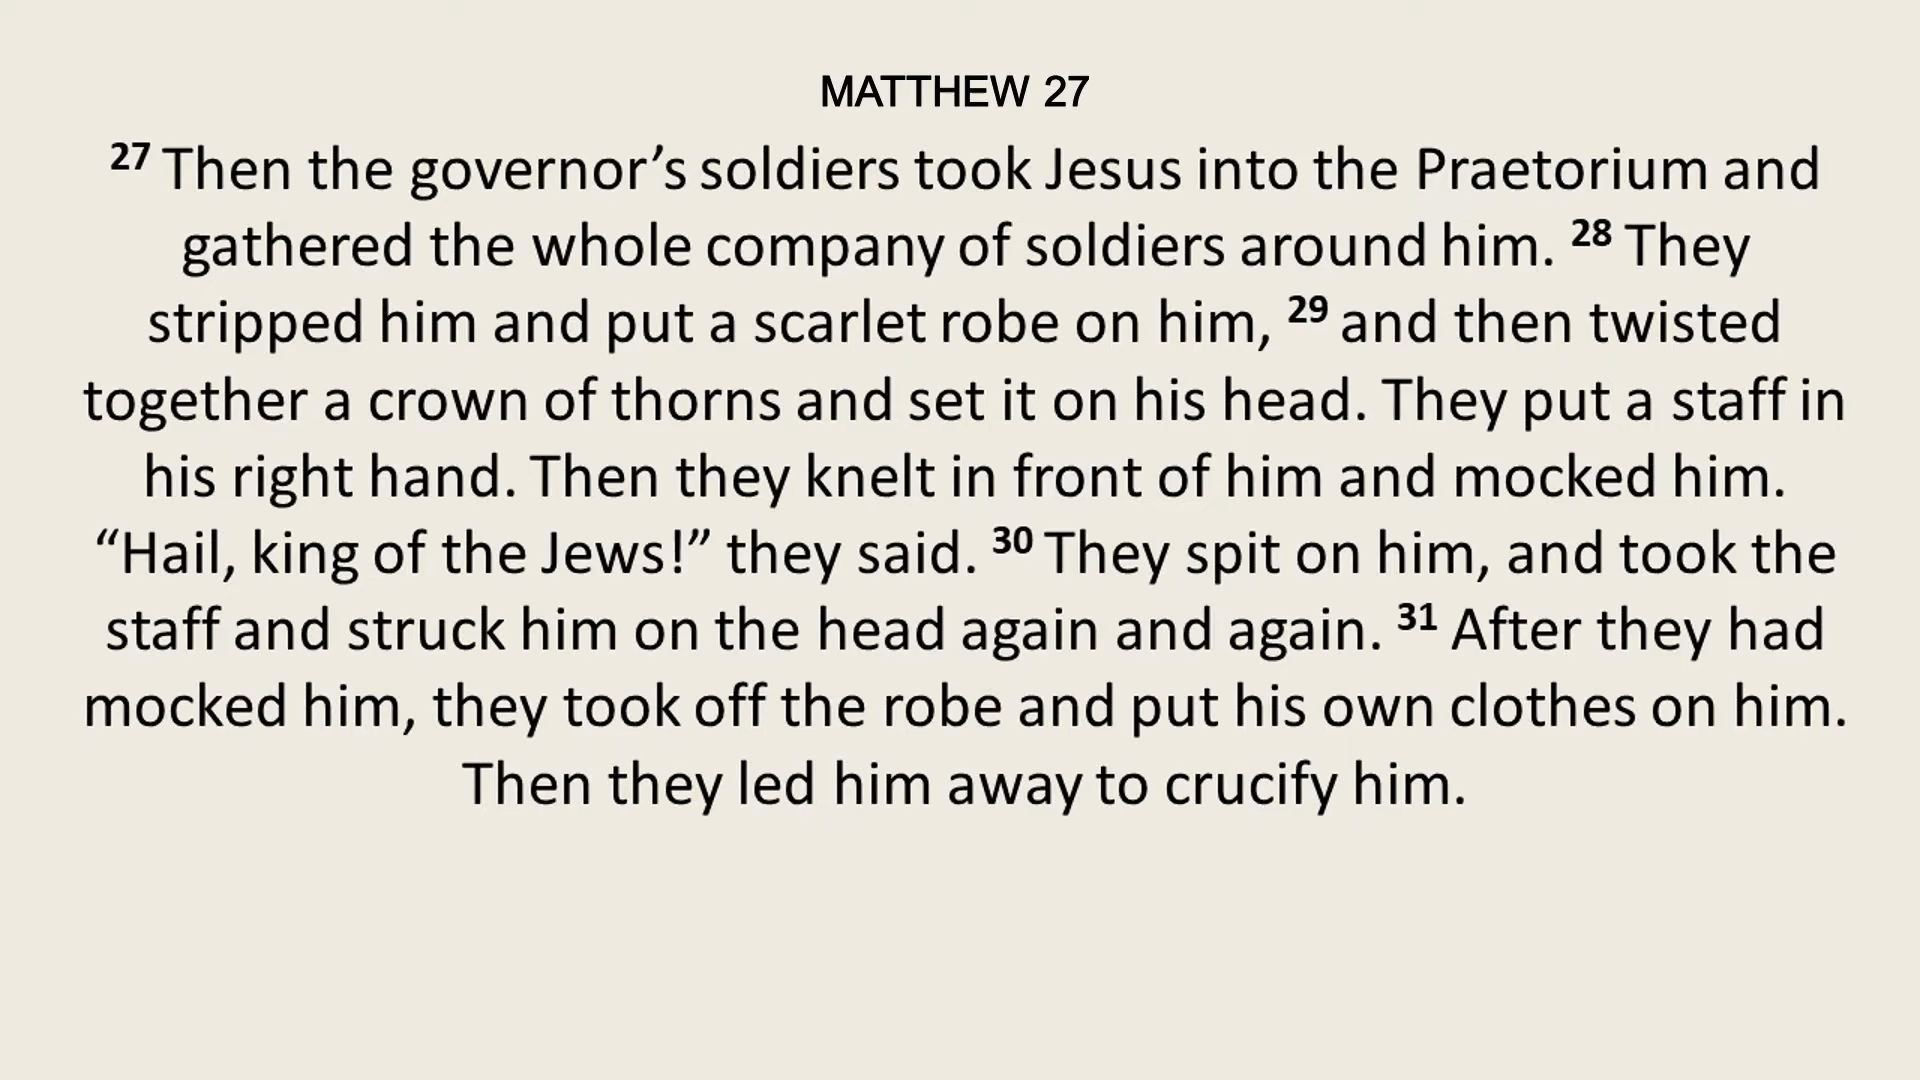 MATTHEW 27
27 Then the governor’s soldiers took Jesus into the Praetorium and
gathered the whole company of soldiers around him. 28 They
stripped him and put a scarlet robe on him, 29 and then twisted
together a crown of thorns and set it on his head. They put a staff in
his right hand. Then they knelt in front of him and mocked him.
“Hail, king of the Jews!” they said. 30 They spit on him, and took the
staff and struck him on the head again and again. 31 After they had
mocked him, they took off the robe and put his own clothes on him.
Then they led him away to crucify him.